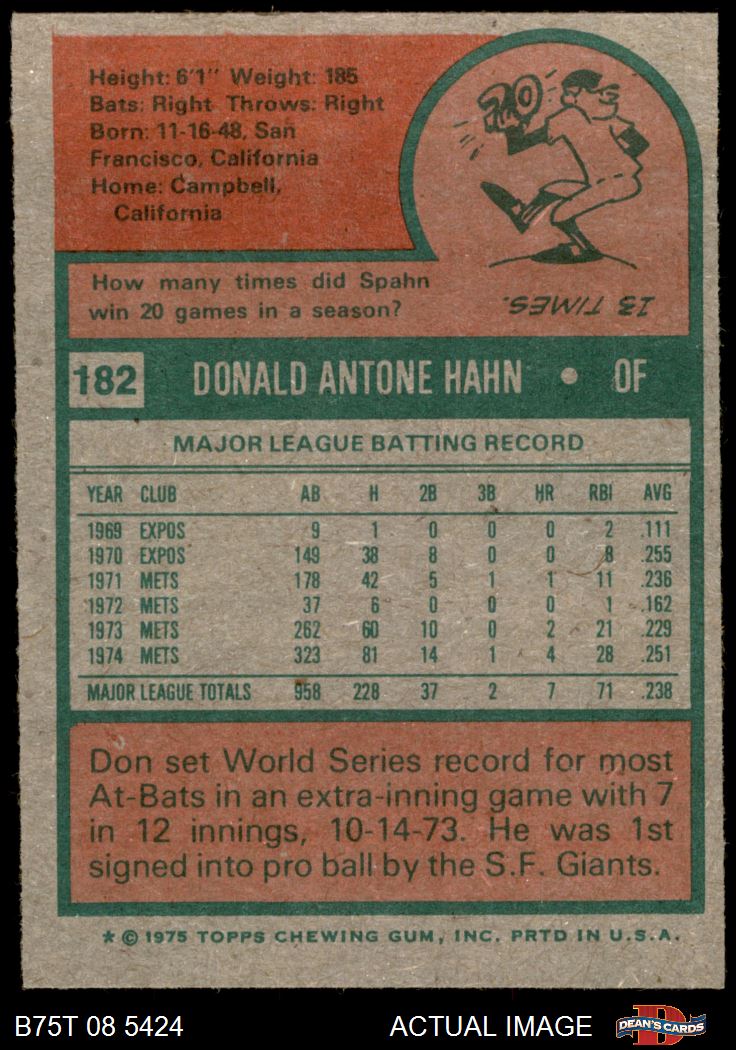 Height: 6'1" Weight: 185
Bats: Right Throws: Right
Born: 11-16-48, San
Francisco, California
Home: Campbell,
California
20
How many times did Spahn
win 20 games in a season?
13 TIMES.
182 DONALD ANTONE HAHN • OF
MAJOR LEAGUE BATTING RECORD
YEAR CLUB AB H 2B 3B HR RBI AVG
1969 EXPOS 9 1 0 0 0 2 .111
1970 EXPOS 149 38 8 0 0 8 .255
1971 METS 178 42 5 1 1 11 .236
1972 METS 37 6 0 0 0 1 .162
1973 METS 262 60 10 0 2 21 .229
1974 METS 323 81 14 1 4 28 .251
MAJOR LEAGUE TOTALS 958 228 37 2 7 71 .238
Don set World Series record for most
At-Bats in an extra-inning game with 7
in 12 innings, 10-14-73. He was 1st
signed into pro ball by the S.F. Giants.
* © 1975 TOPPS CHEWING GUM, INC. PRTD IN U.S.A.
B75T 08 5424 ACTUAL IMAGE D DEAN'S CARDS